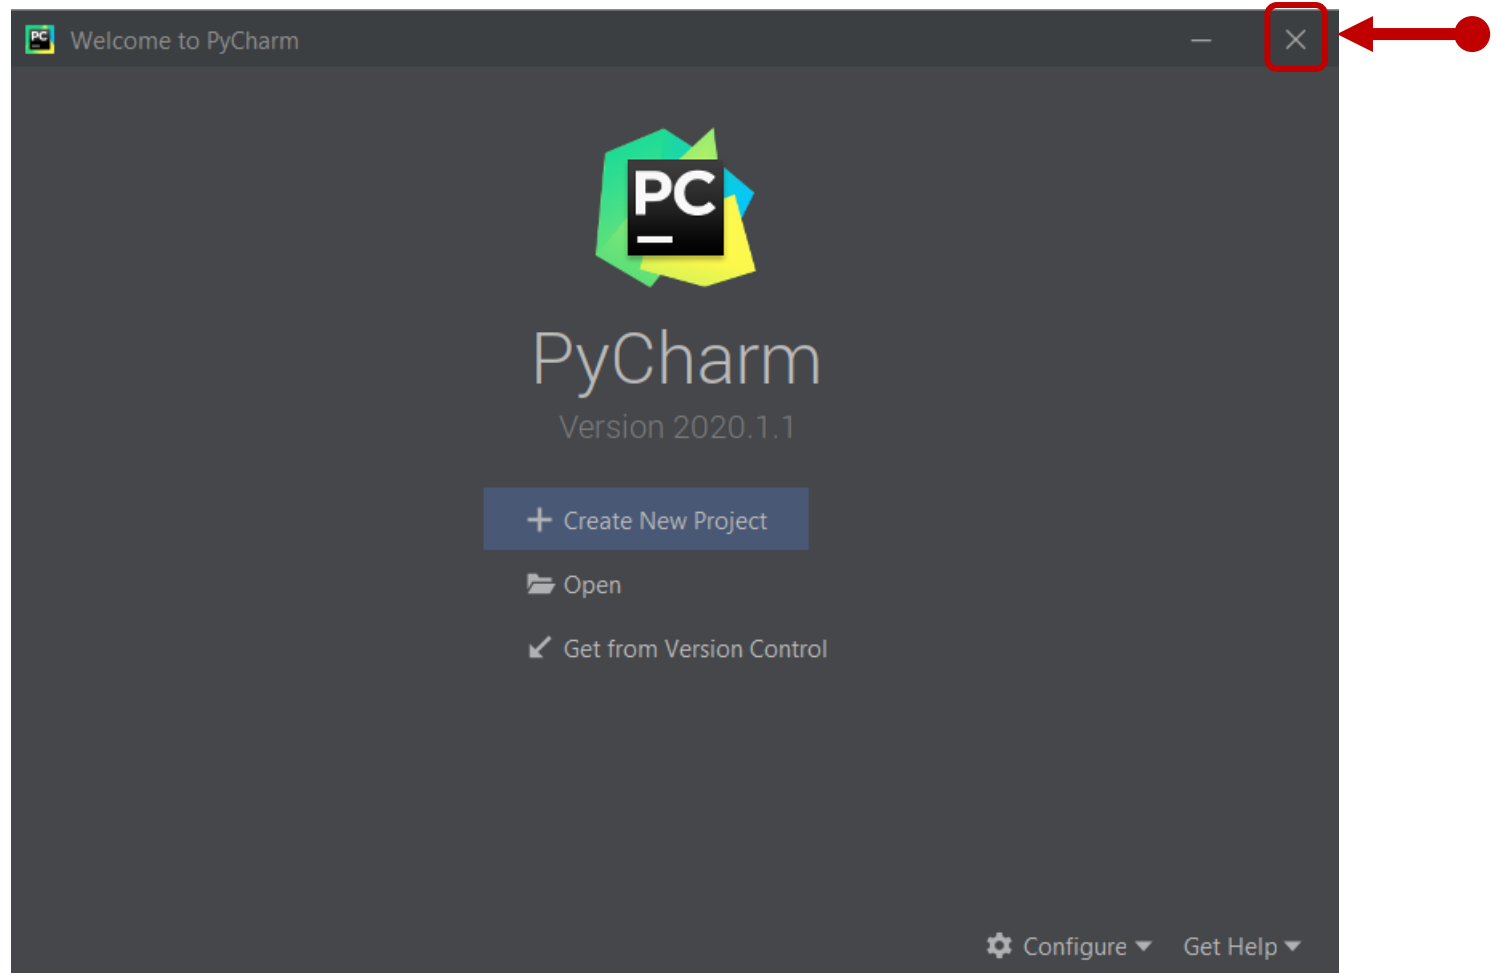 PC Welcome to PyCharm
PC
PyCharm
Version 2020.1.1
Create New Project
Open
Get from Version Control
Configure Get Help